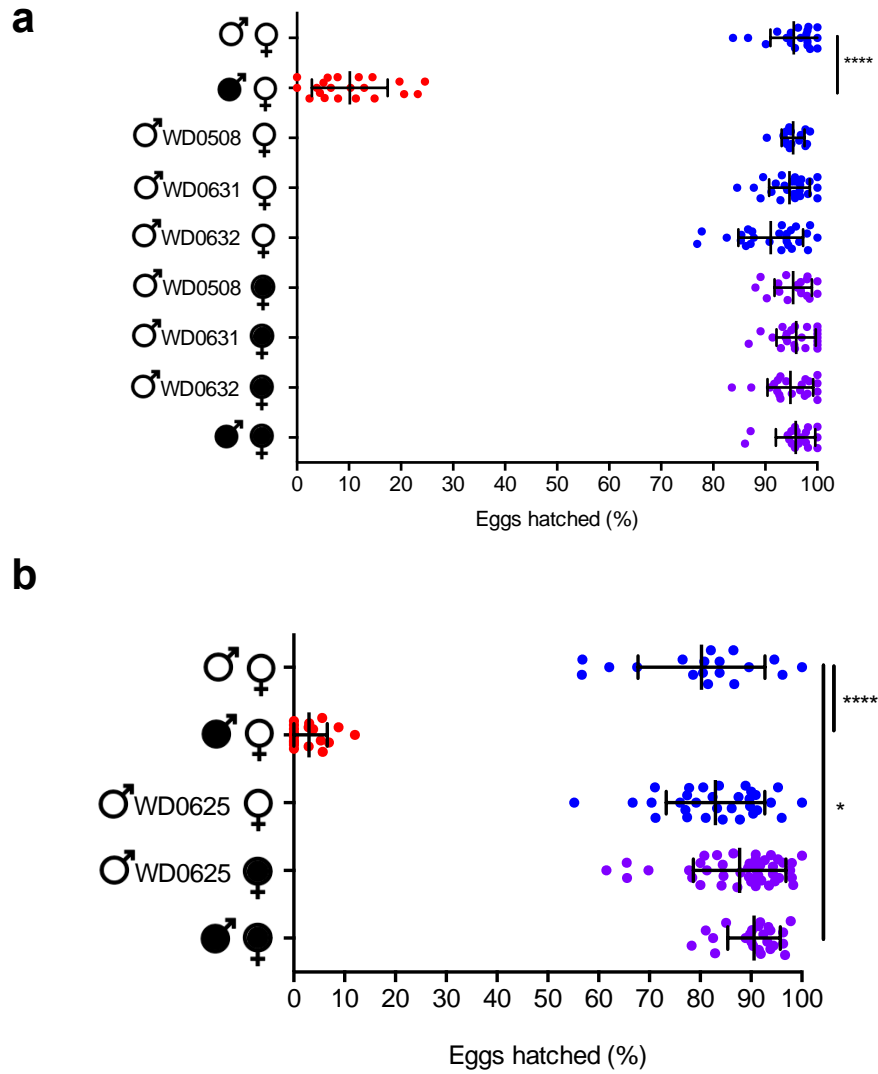 a
♂ ♀
****
♂ ♀
♂WD0508 ♀
♂WD0631 ♀
♂WD0632 ♀
♂WD0508 ♀
♂WD0631 ♀
♂WD0632 ♀
♂ ♀
0 10 20 30 40 50 60 70 80 90 100
Eggs hatched (%)
b
♂ ♀
****
♂ ♀
♂WD0625 ♀
*
♂WD0625 ♀
♂ ♀
0 10 20 30 40 50 60 70 80 90 100
Eggs hatched (%)